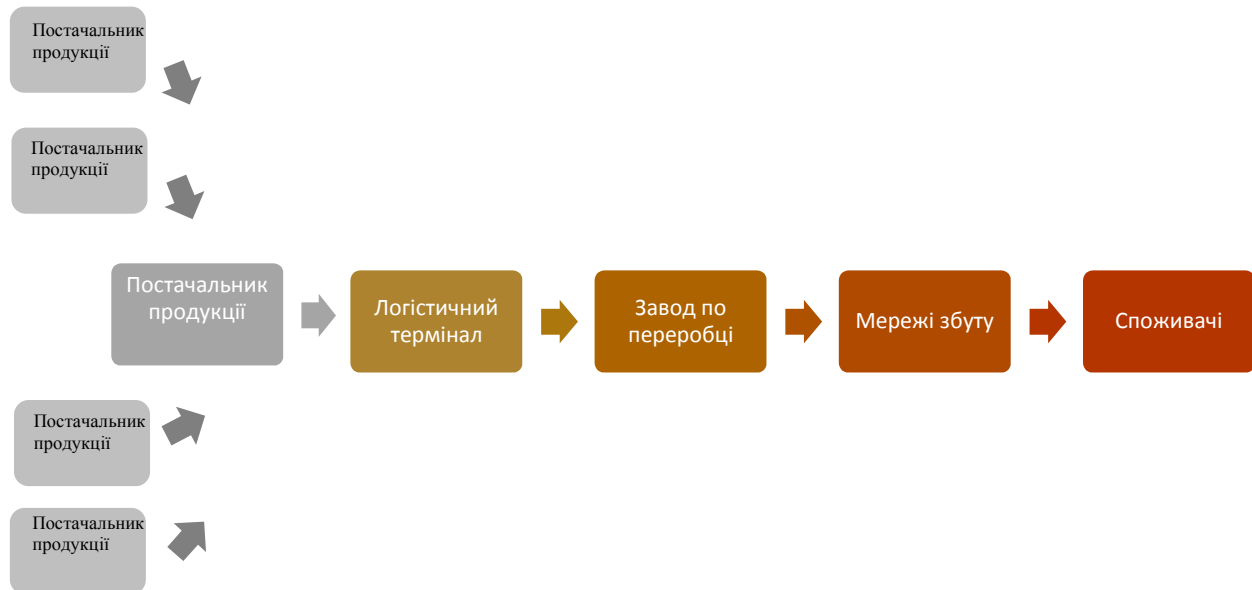 Постачальник
продукції
Постачальник
продукції
Постачальник
продукції
Логістичний
термінал
Завод по
переробці
Мережі збуту
Споживачі
Постачальник
продукції
Постачальник
продукції